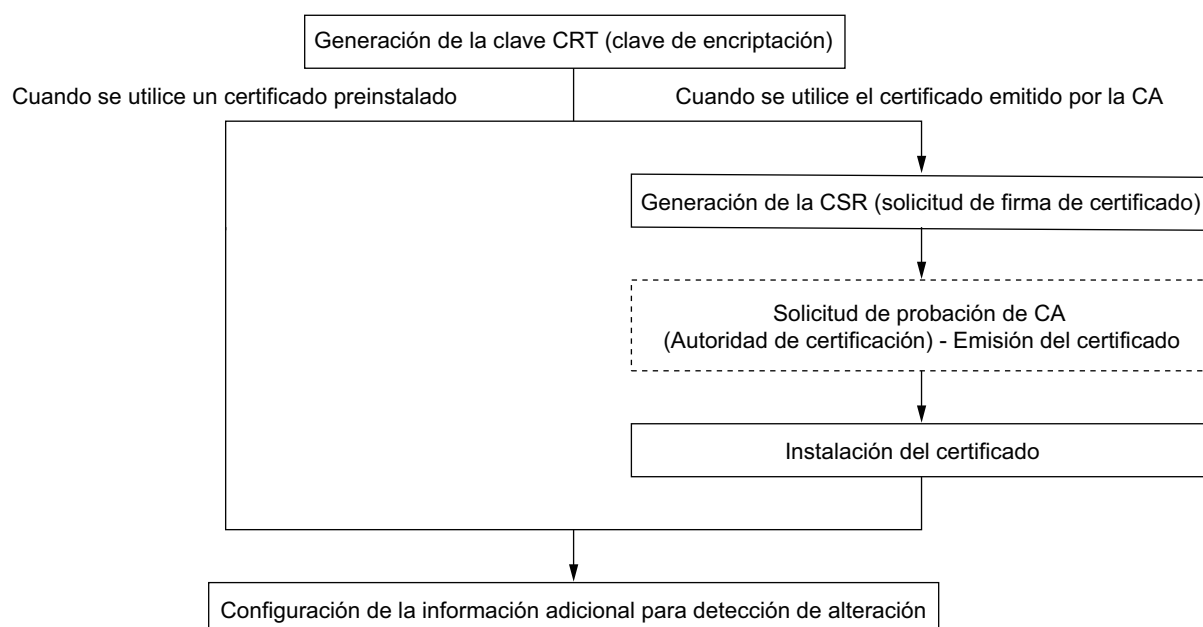 Generación de la clave CRT (clave de encriptación)
Cuando se utilice un certificado preinstalado
Cuando se utilice el certificado emitido por la CA
Generación de la CSR (solicitud de firma de certificado)
Solicitud de probación de CA
(Autoridad de certificación) - Emisión del certificado
Instalación del certificado
Configuración de la información adicional para detección de alteración